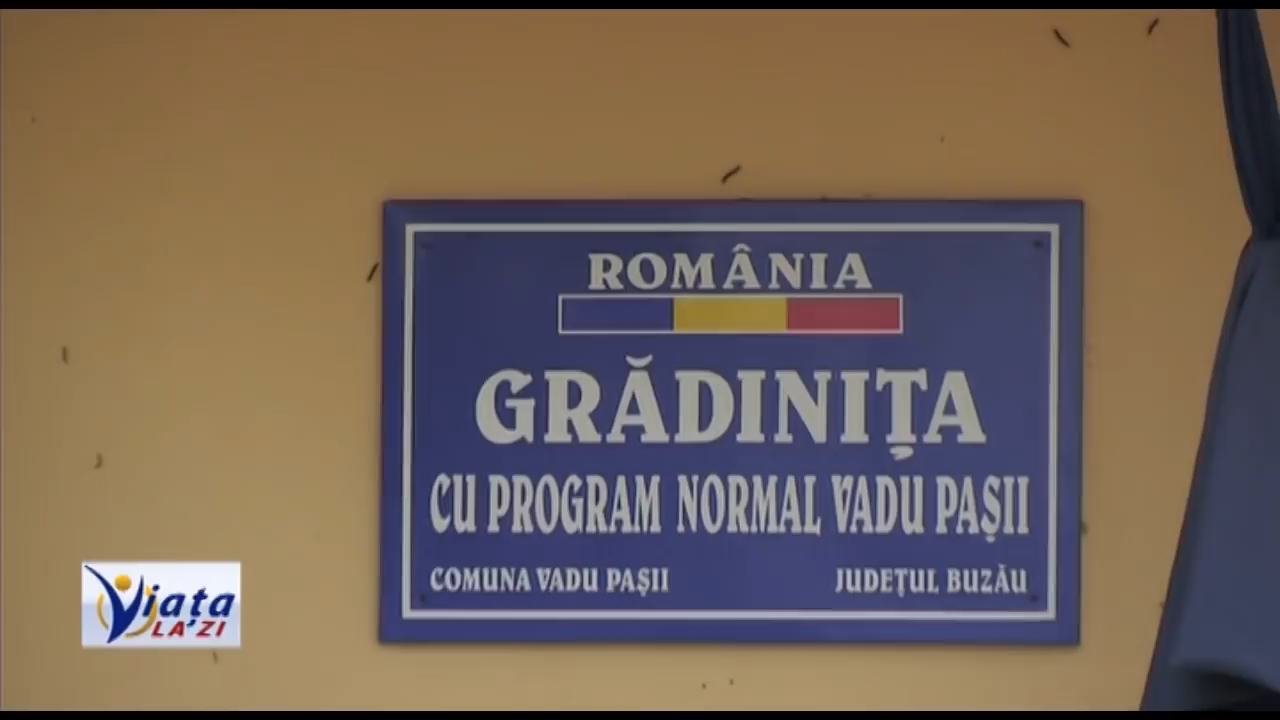 ROMÂNIA
GRĂDINIȚA
CU PROGRAM NORMAL VADU PAȘII
COMUNA VADU PAȘII JUDEȚUL BUZĂU
Viața
LA ZI